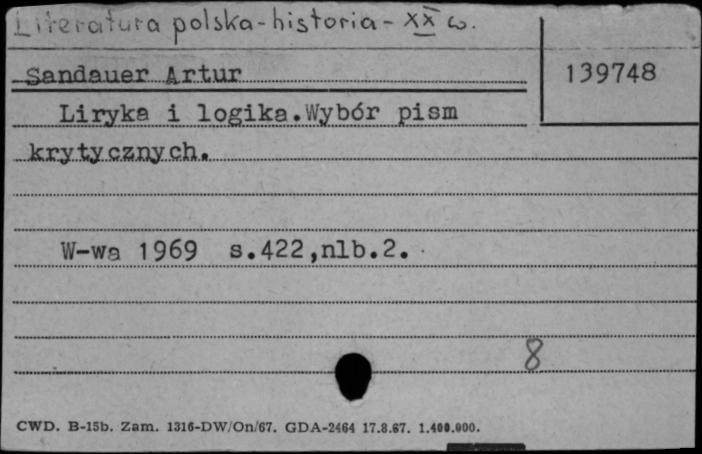 Literatura polska-historia-XX w.
Sandauer Artur
139748
Liryka i logika.Wybór pism
krytycznych.
W-wa 1969 s.422,nlb.2.
8
CWD. B-15b. Zam. 1316-DW/On/67. GDA-2464 17.8.67. 1.400.000.